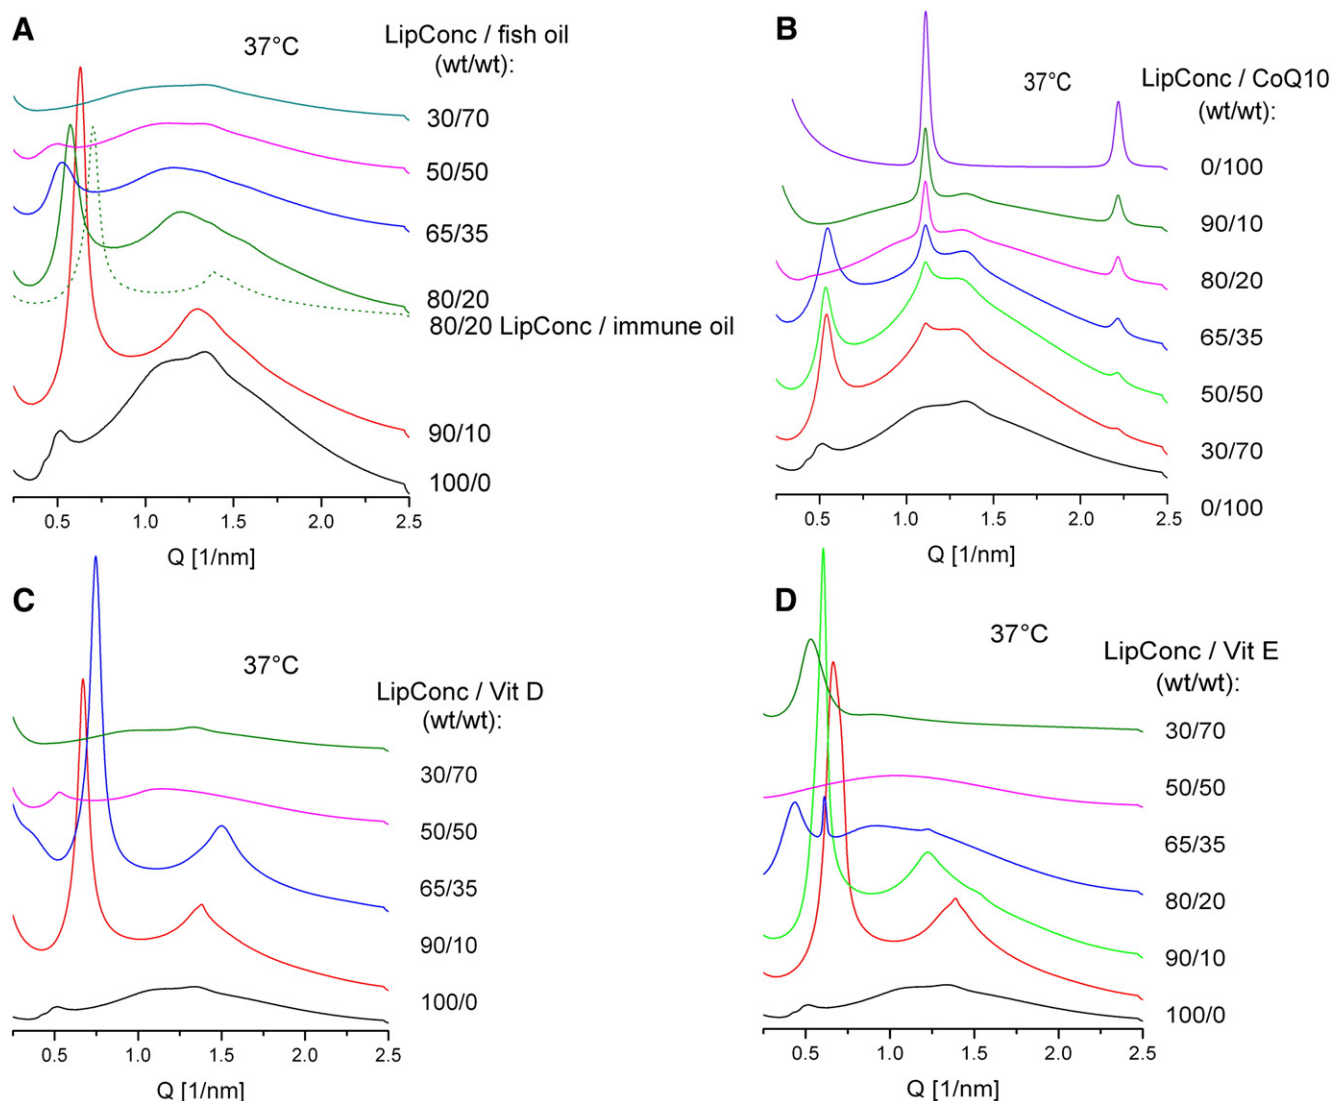 A
37°C
LipConc / fish oil
(wt/wt):
30/70
50/50
65/35
80/20
80/20 LipConc / immune oil
90/10
100/0
0.5 1.0 1.5 2.0 2.5
Q [1/nm]
B
37°C
LipConc / CoQ10
(wt/wt):
0/100
90/10
80/20
65/35
50/50
30/70
0/100
0.5 1.0 1.5 2.0 2.5
Q [1/nm]
C
37°C
LipConc / Vit D
(wt/wt):
30/70
50/50
65/35
90/10
100/0
0.5 1.0 1.5 2.0 2.5
Q [1/nm]
D
37°C
LipConc / Vit E
(wt/wt):
30/70
50/50
65/35
80/20
90/10
100/0
0.5 1.0 1.5 2.0 2.5
Q [1/nm]